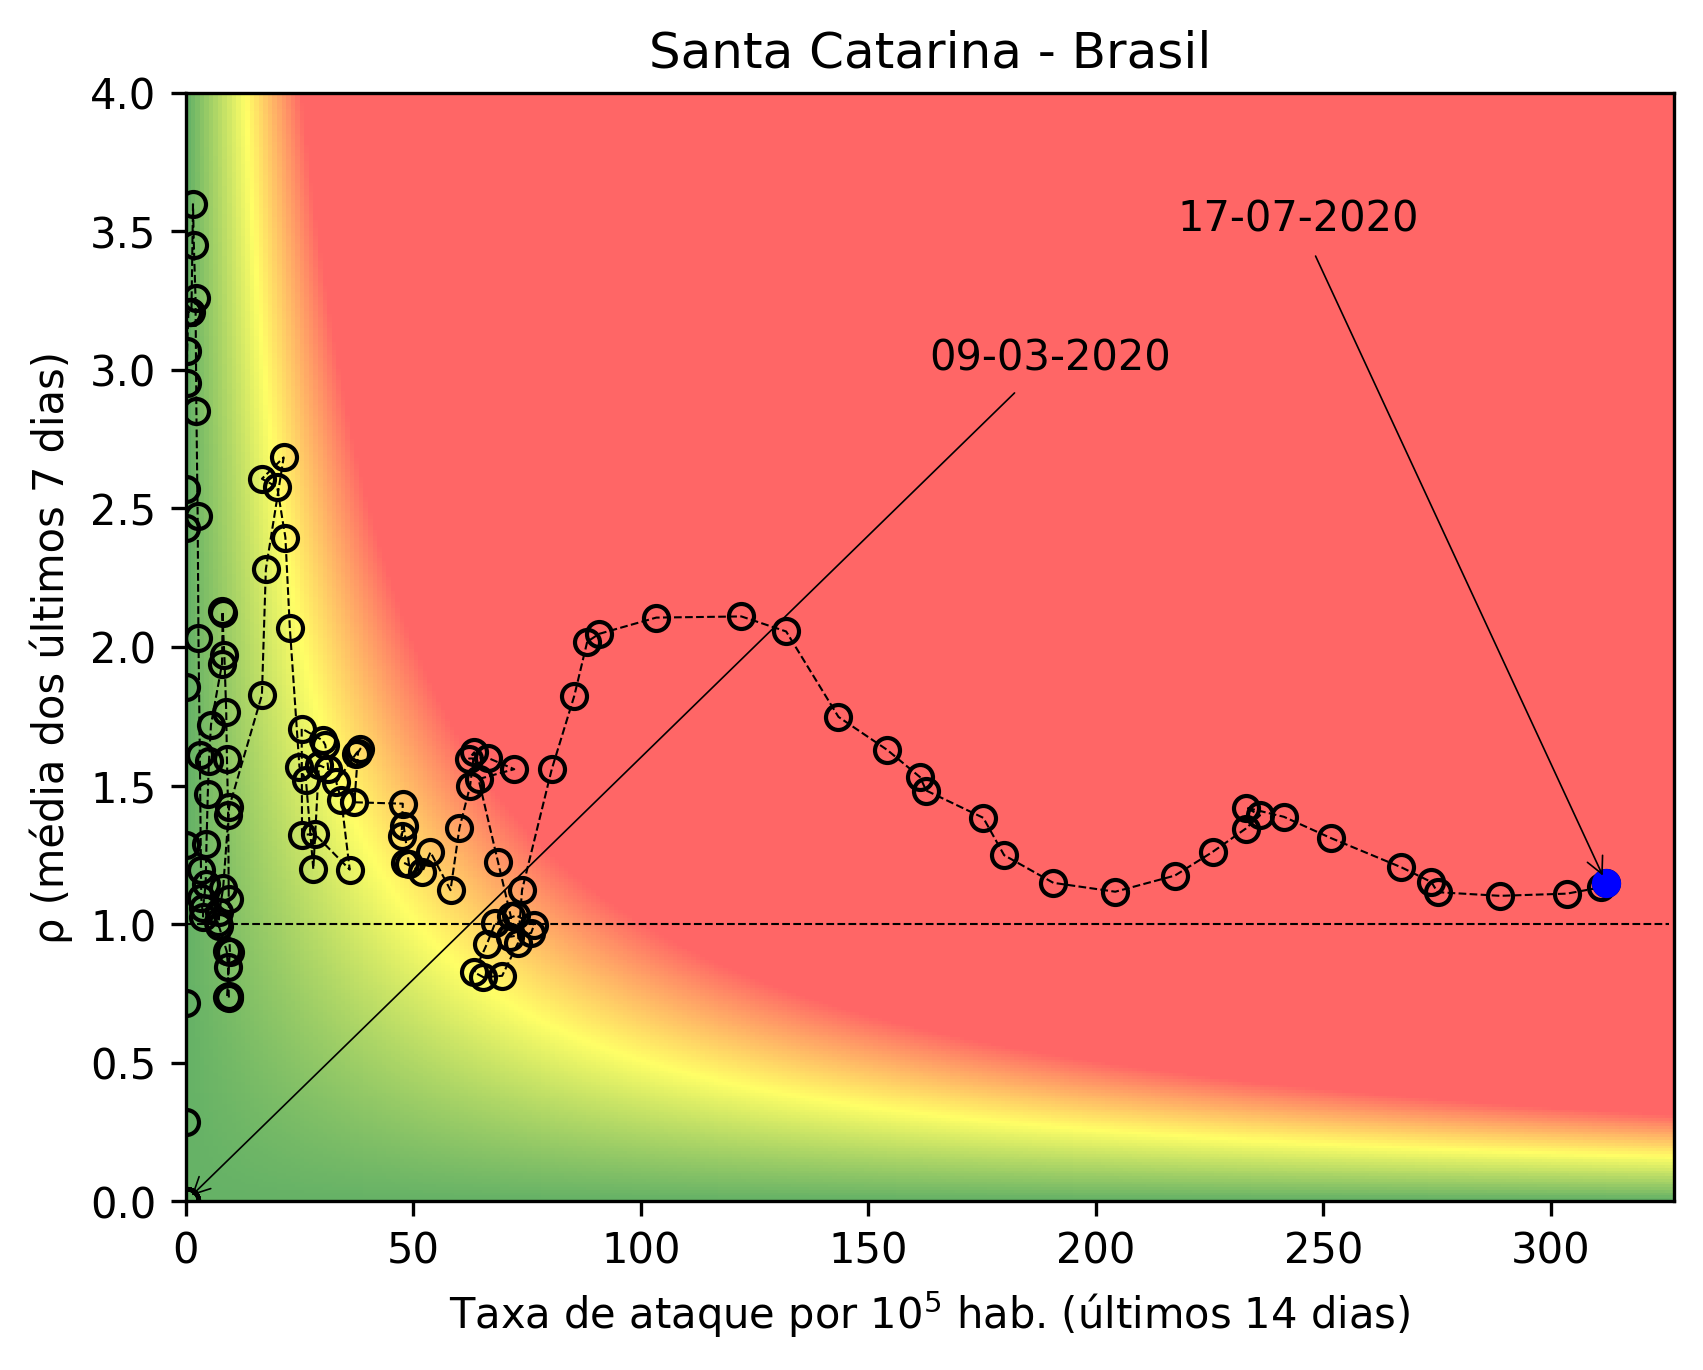 Santa Catarina - Brasil
4.0
3.5
3.0
2.5
2.0
1.5
1.0
0.5
0.0
ρ (média dos últimos 7 dias)
17-07-2020
09-03-2020
0 50 100 150 200 250 300
Taxa de ataque por 10⁵ hab. (últimos 14 dias)